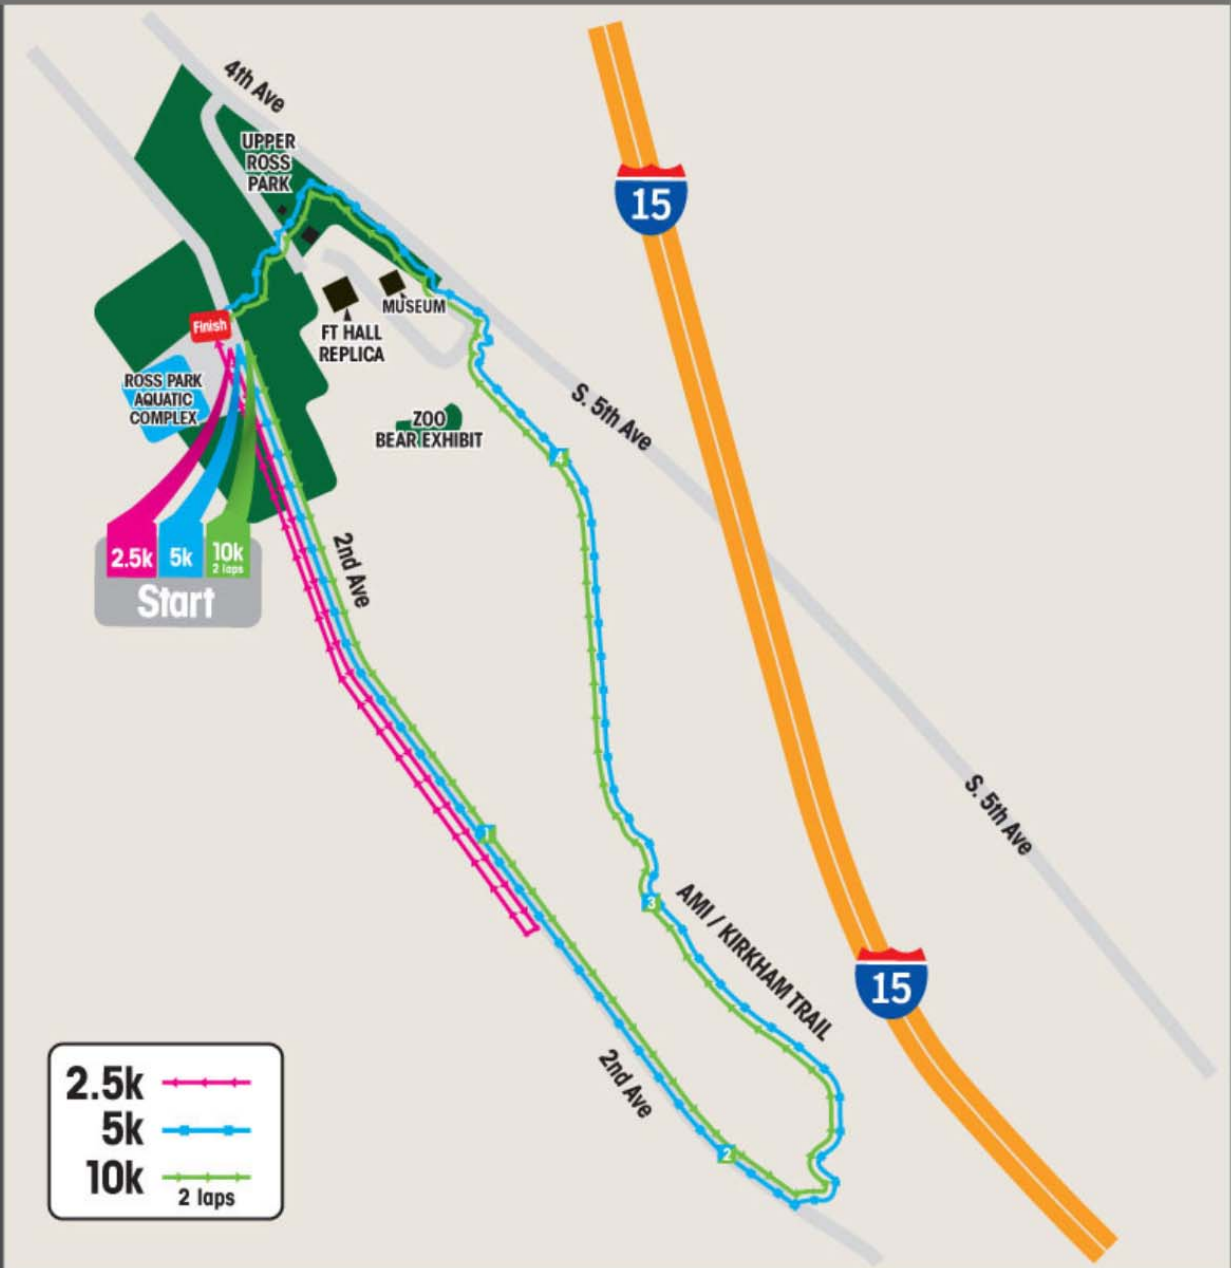 4th Ave
UPPER
ROSS
PARK
15
Finish
MUSEUM
FT HALL
REPLICA
ROSS PARK
AQUATIC
COMPLEX
ZOO
BEAR EXHIBIT
S. 5th Ave
4
2.5k
5k
10k
2 laps
Start
2nd Ave
1
S. 5th Ave
3
AMI / KIRKHAM TRAIL
15
2nd Ave
2
2.5k
5k
10k
2 laps